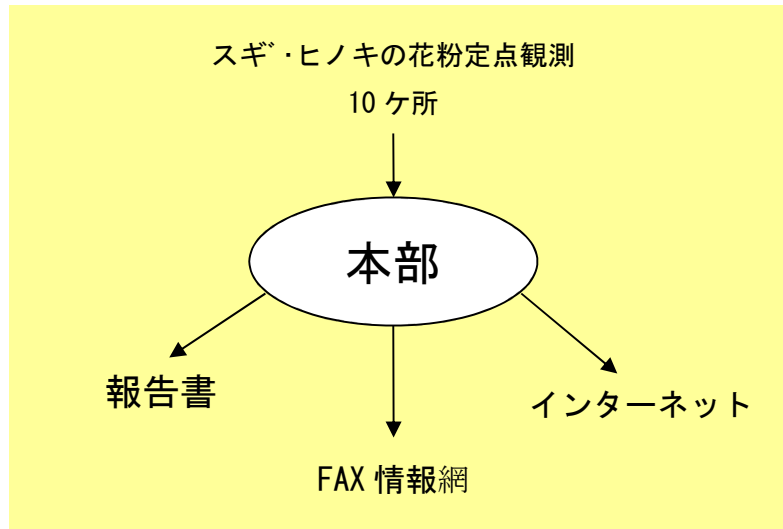 スギ・ヒノキの花粉定点観測
10ケ所
本部
報告書
インターネット
FAX情報網